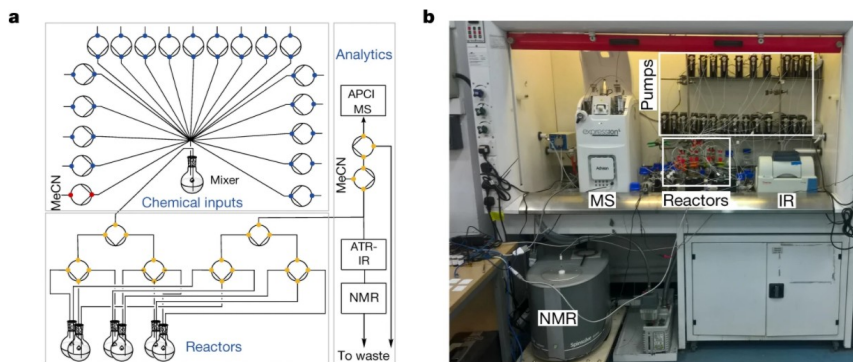 a
Analytics
APCI
MS
MeCN
Mixer
MeCN
Chemical inputs
ATR-
IR
NMR
Reactors
To waste
b
Pumps
MS
Reactors
IR
NMR